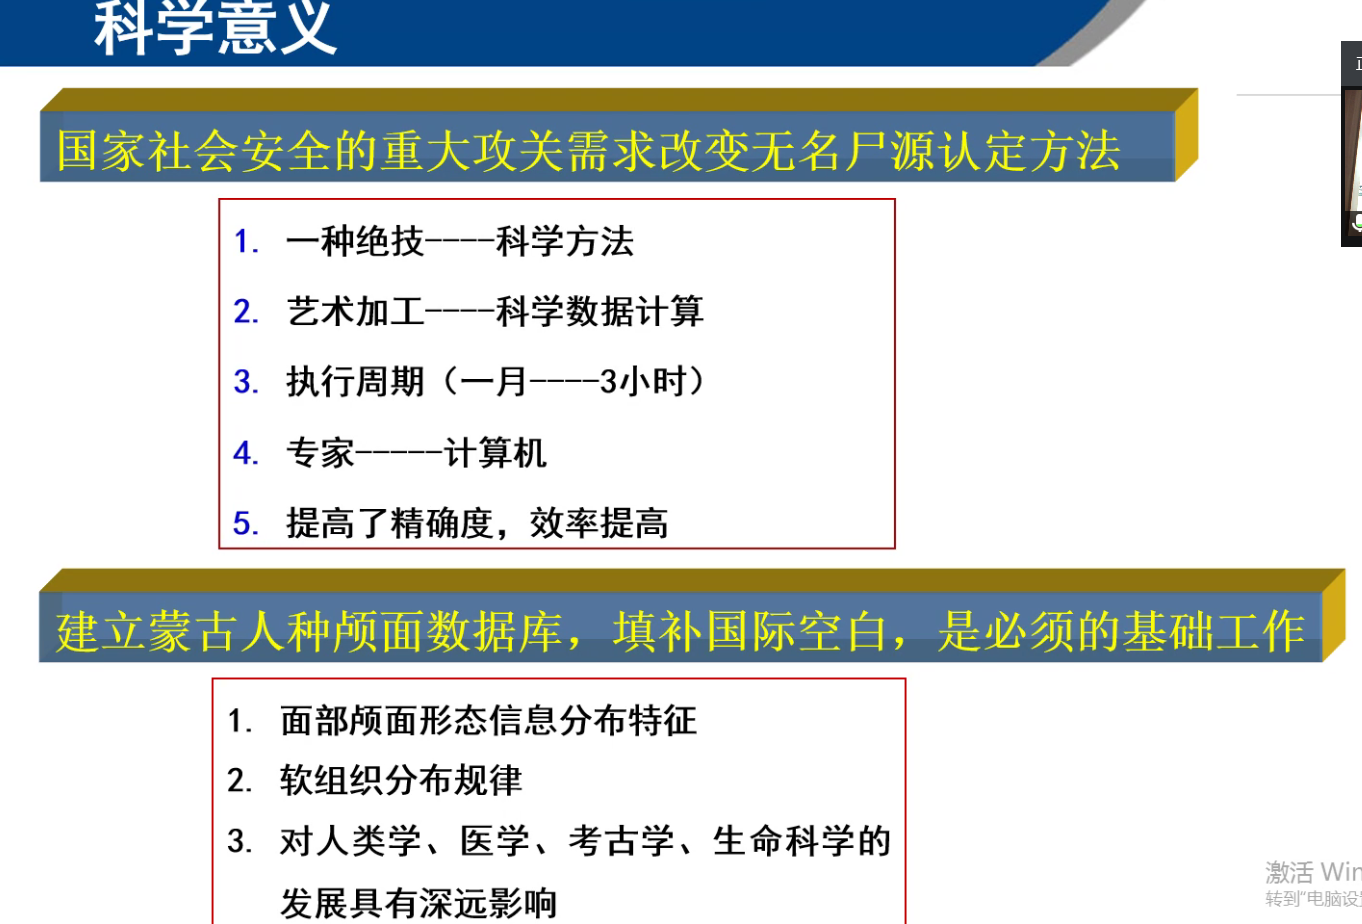 科学意义
国家社会安全的重大攻关需求改变无名尸源认定方法
1. 一种绝技----科学方法
2. 艺术加工----科学数据计算
3. 执行周期（一月----3小时）
4. 专家-----计算机
5. 提高了精确度，效率提高
建立蒙古人种颅面数据库，填补国际空白，是必须的基础工作
1. 面部颅面形态信息分布特征
2. 软组织分布规律
3. 对人类学、医学、考古学、生命科学的
发展具有深远影响
激活 Win
转到"电脑设